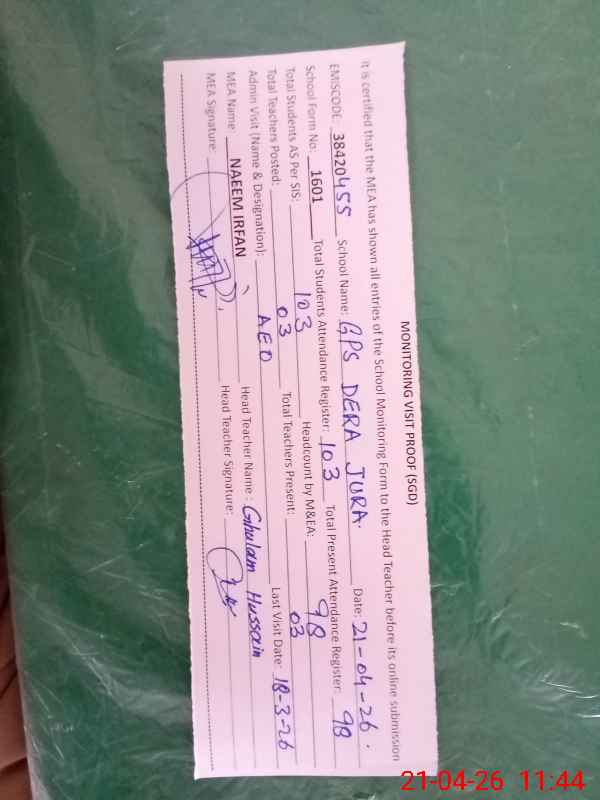 MONITORING VISIT PROOF (SGD)
It is certified that the MEA has shown all entries of the School Monitoring Form to the Head Teacher before its online submission
EMISCODE: 38420455 School Name: GPS DERA JURA. Date: 21-04-26.
School Form No: 1601 Total Students Attendance Register: 103 Total Present Attendance Register: 98
Total Students AS Per SIS: 103 Headcount by M&EA: 98
Total Teachers Posted: 03 Total Teachers Present: 03
Admin Visit (Name & Designation): AEO Last Visit Date: 18-3-26
MEA Name: NAEEM IRFAN Head Teacher Name: Ghulam Hussain
MEA Signature: Head Teacher Signature:
21-04-26 11:44